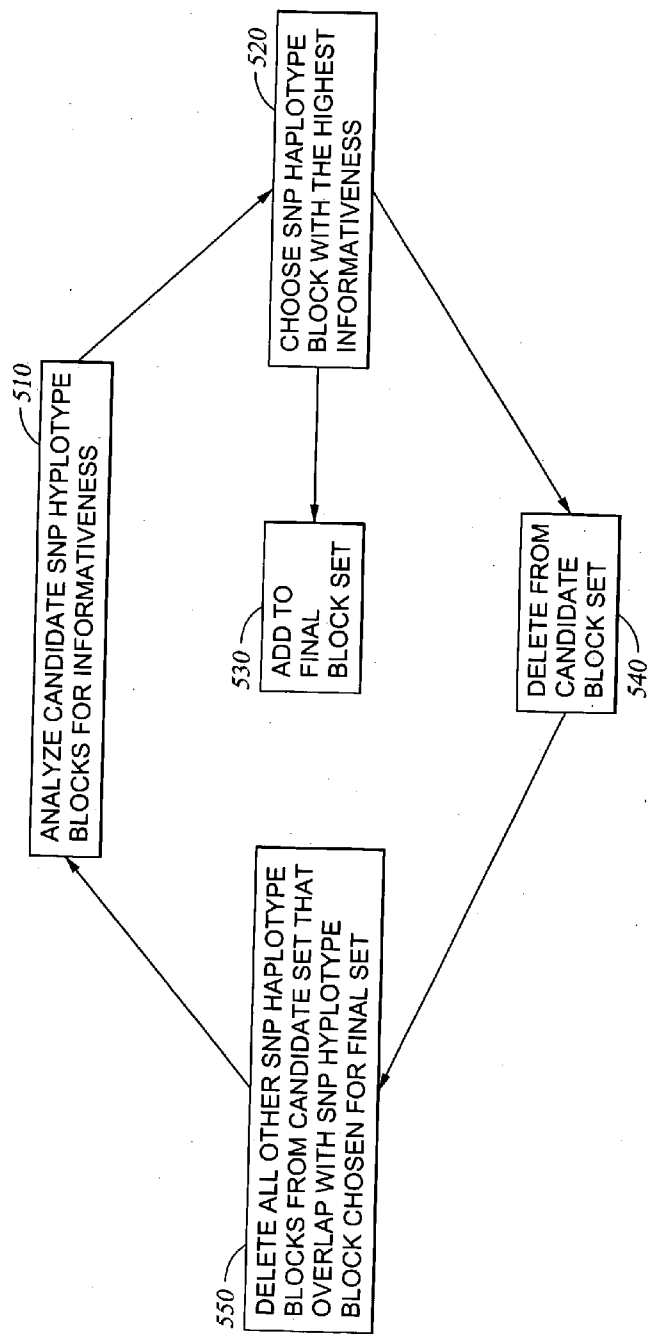 510
ANALYZE CANDIDATE SNP HYPLOTYPE
BLOCKS FOR INFORMATIVENESS
520
CHOOSE SNP HAPLOTYPE
BLOCK WITH THE HIGHEST
INFORMATIVENESS
530
ADD TO
FINAL
BLOCK SET
DELETE FROM
CANDIDATE
BLOCK SET
540
550
DELETE ALL OTHER SNP HAPLOTYPE
BLOCKS FROM CANDIDATE SET THAT
OVERLAP WITH SNP HYPLOTYPE
BLOCK CHOSEN FOR FINAL SET